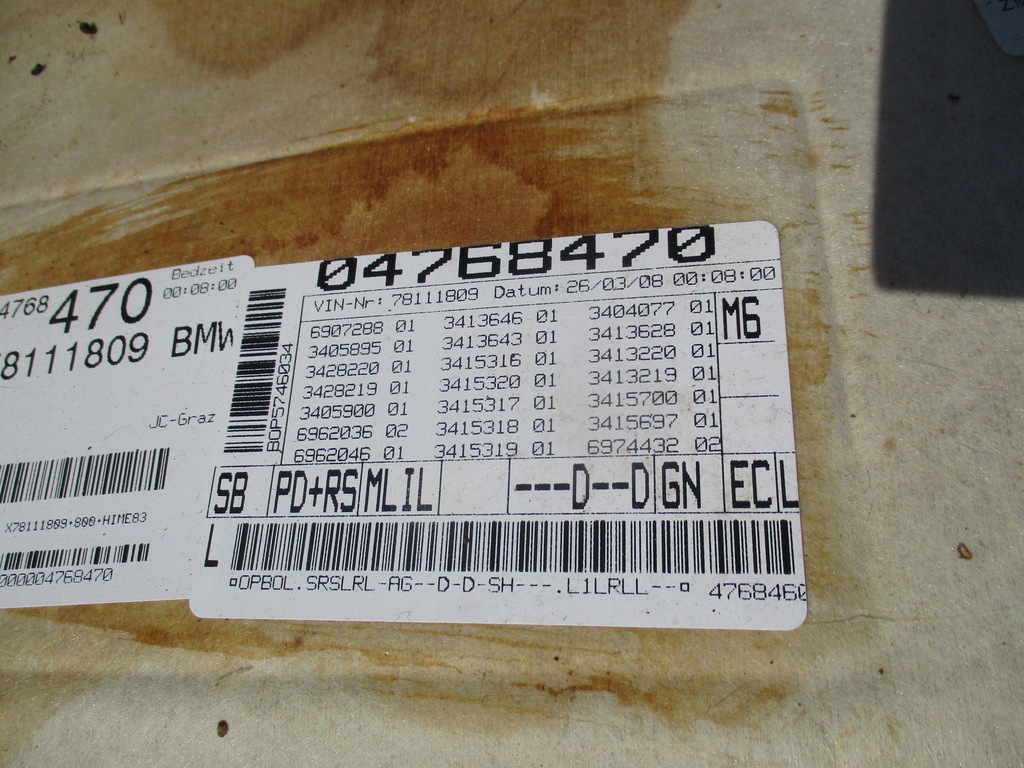 Bedzeit
4768 470 00:08:00
78111809 BMW
JC-Graz
X78111809+800+HIME83
000004768470
04768470
VIN-Nr: 78111809 Datum: 26/03/08 00:08:00
BOP5746034
6907288 01 3413646 01 3404077 01 M6
3405895 01 3413643 01 3413628 01
3428220 01 3415316 01 3413220 01
3428219 01 3415320 01 3413219 01
3405900 01 3415317 01 3415700 01
6962036 02 3415318 01 3415697 01
6962046 01 3415319 01 6974432 02
SB PD+RS MLIL ---D--D GN EC L
L
¤OPBOL.SRSLRL-AG--D-D-SH---.L1LRLL--¤ 4768460